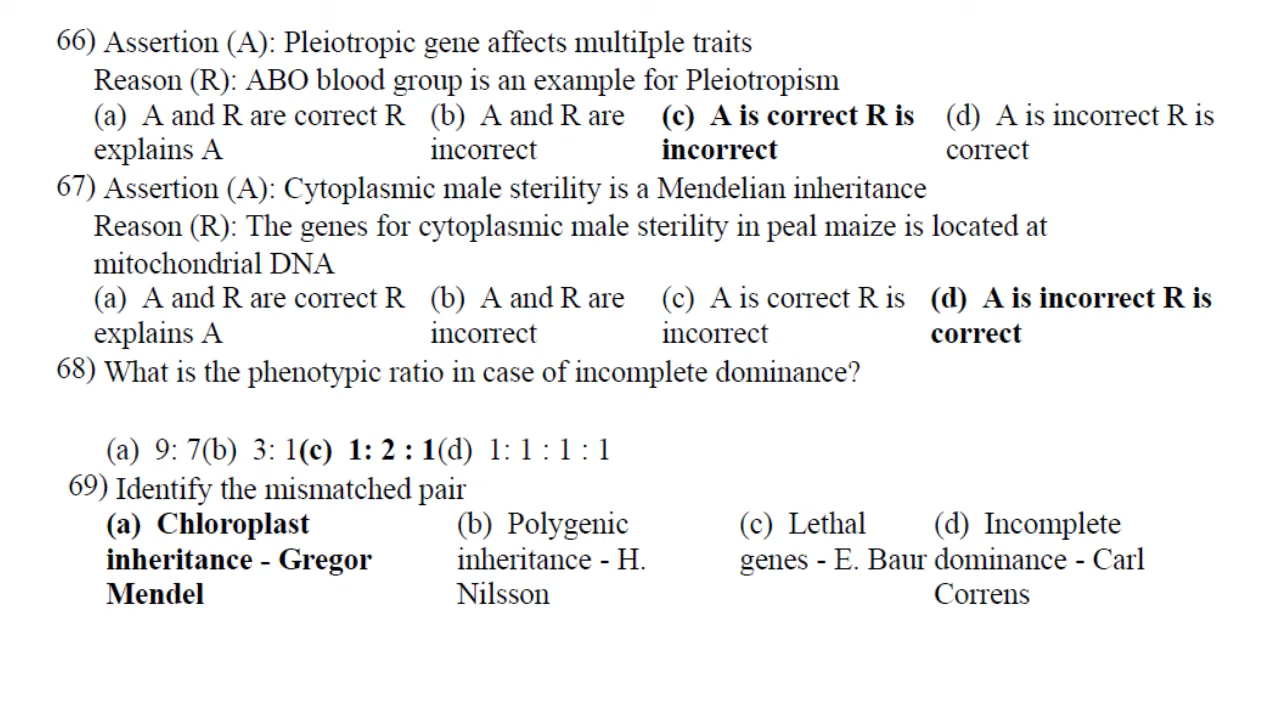 66) Assertion (A): Pleiotropic gene affects multiIple traits
Reason (R): ABO blood group is an example for Pleiotropism
(a) A and R are correct R explains A
(b) A and R are incorrect
(c) A is correct R is incorrect
(d) A is incorrect R is correct
67) Assertion (A): Cytoplasmic male sterility is a Mendelian inheritance
Reason (R): The genes for cytoplasmic male sterility in peal maize is located at
mitochondrial DNA
(a) A and R are correct R explains A
(b) A and R are incorrect
(c) A is correct R is incorrect
(d) A is incorrect R is correct
68) What is the phenotypic ratio in case of incomplete dominance?
(a) 9: 7(b) 3: 1(c) 1: 2 : 1(d) 1: 1 : 1 : 1
69) Identify the mismatched pair
(a) Chloroplast inheritance - Gregor Mendel
(b) Polygenic inheritance - H. Nilsson
(c) Lethal genes - E. Baur
(d) Incomplete dominance - Carl Correns